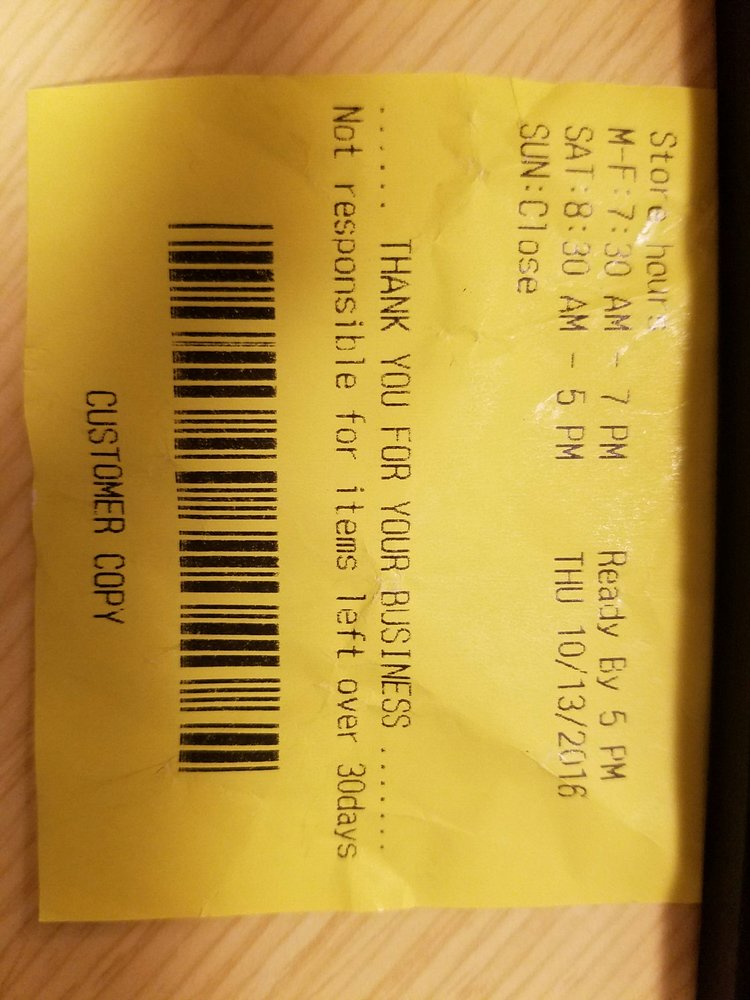 Store hours
M-F:7:30 AM - 7 PM Ready By 5 PM
SAT:8:30 AM - 5 PM THU 10/13/2016
SUN:Close
...... THANK YOU FOR YOUR BUSINESS ........
Not responsible for items left over 30days
CUSTOMER COPY